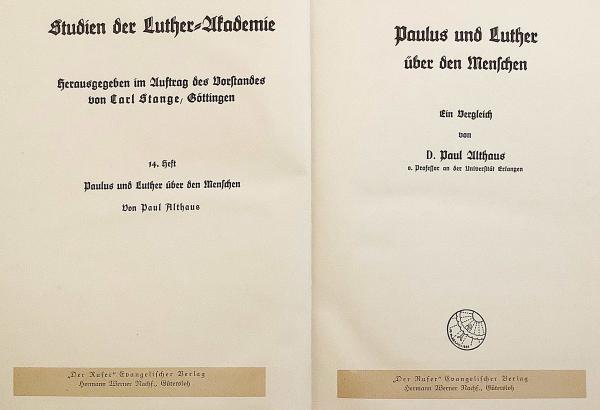 Studien der Luther-Akademie
Herausgegeben im Auftrag des Vorstandes
von Carl Stange, Göttingen
14. Heft
Paulus und Luther über den Menschen
Von Paul Althaus
„Der Rufer“ Evangelischer Verlag
Hermann Werner Nachf., Gütersloh
Paulus und Luther
über den Menschen
Ein Vergleich
von
D. Paul Althaus
o. Professor an der Universität Erlangen
„Der Rufer“ Evangelischer Verlag
Hermann Werner Nachf., Gütersloh